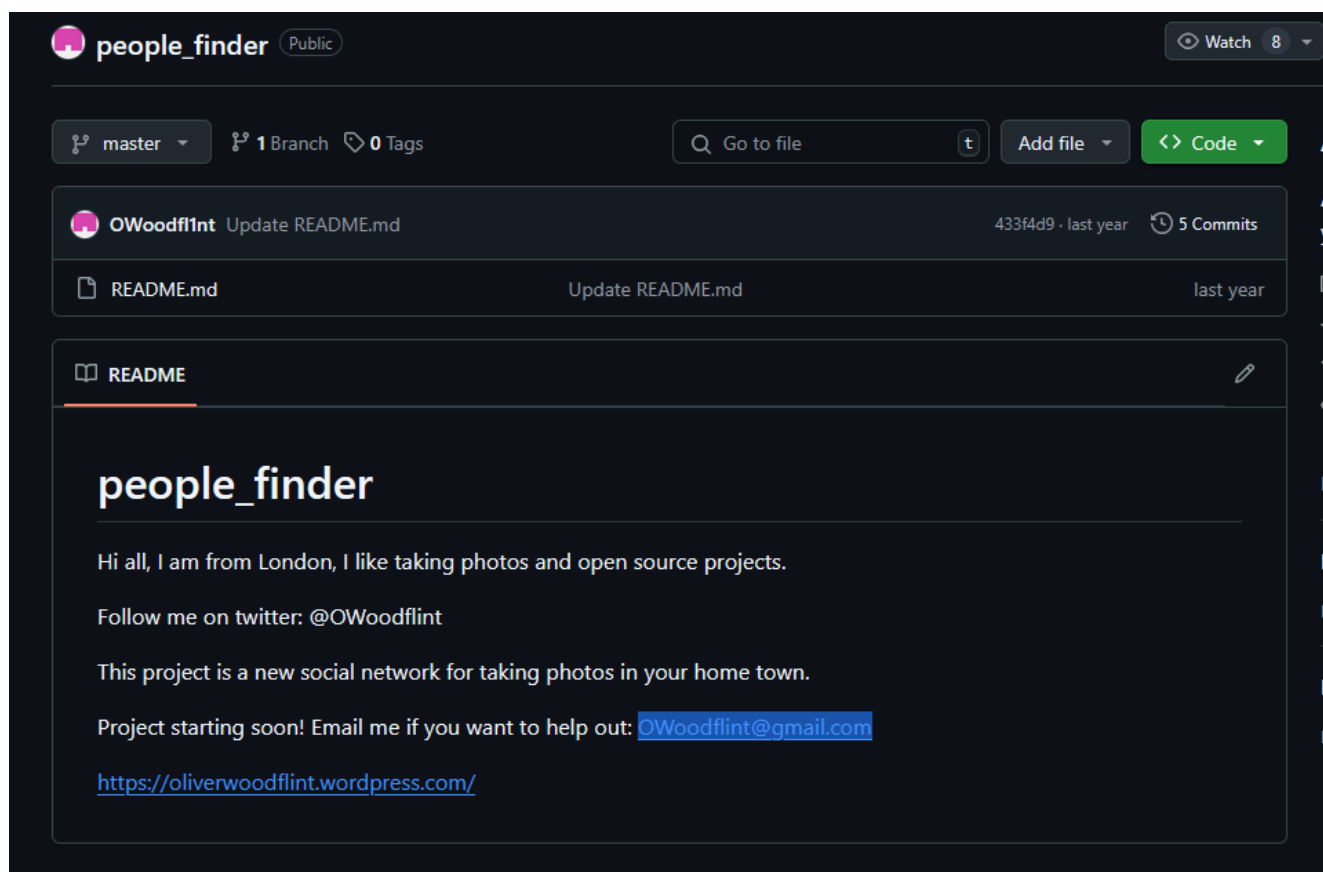 people_finder Public Watch 8
master 1 Branch 0 Tags Go to file t Add file Code
OWoodfl1nt Update README.md 433f4d9 · last year 5 Commits
README.md Update README.md last year
README
people_finder
Hi all, I am from London, I like taking photos and open source projects.
Follow me on twitter: @OWoodflint
This project is a new social network for taking photos in your home town.
Project starting soon! Email me if you want to help out: OWoodflint@gmail.com
https://oliverwoodflint.wordpress.com/